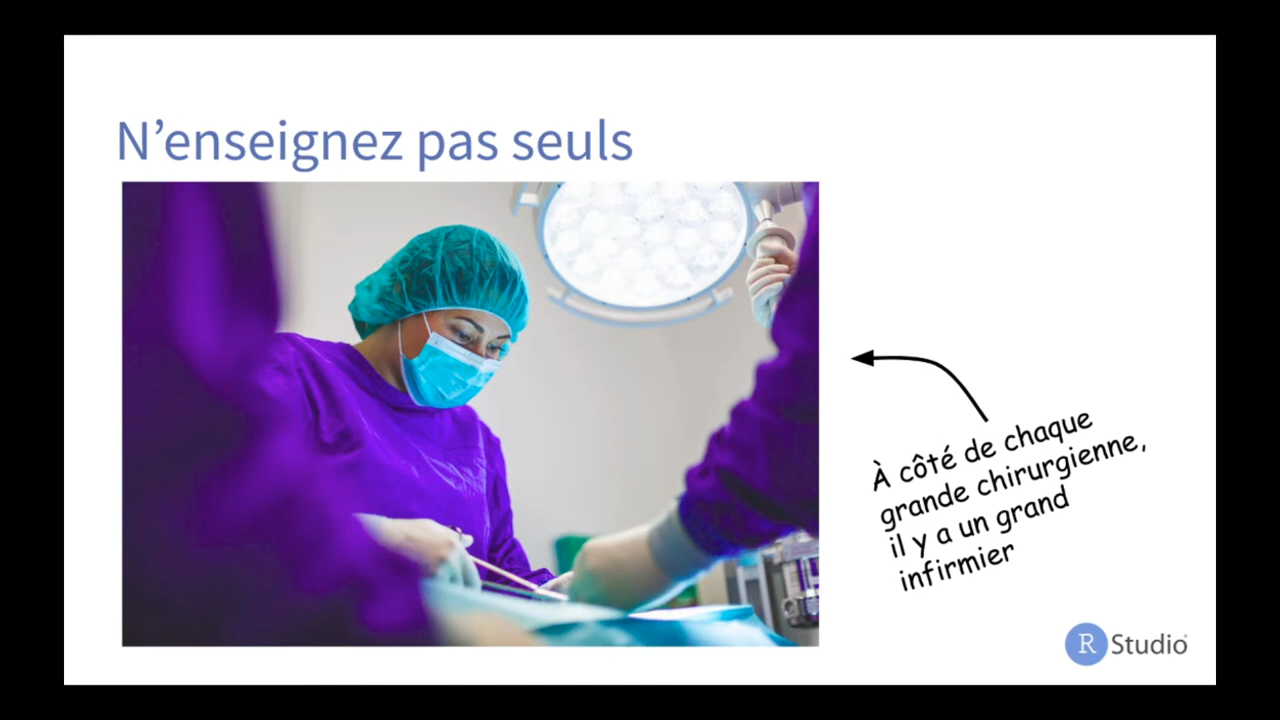 N’enseignez pas seuls
À côté de chaque
grande chirurgienne,
il y a un grand
infirmier
R Studio